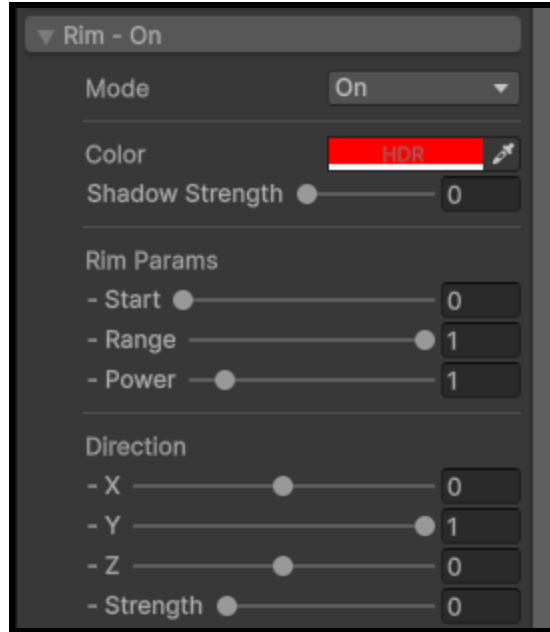 Rim - On
Mode On
Color HDR
Shadow Strength 0
Rim Params
- Start 0
- Range 1
- Power 1
Direction
- X 0
- Y 1
- Z 0
- Strength 0